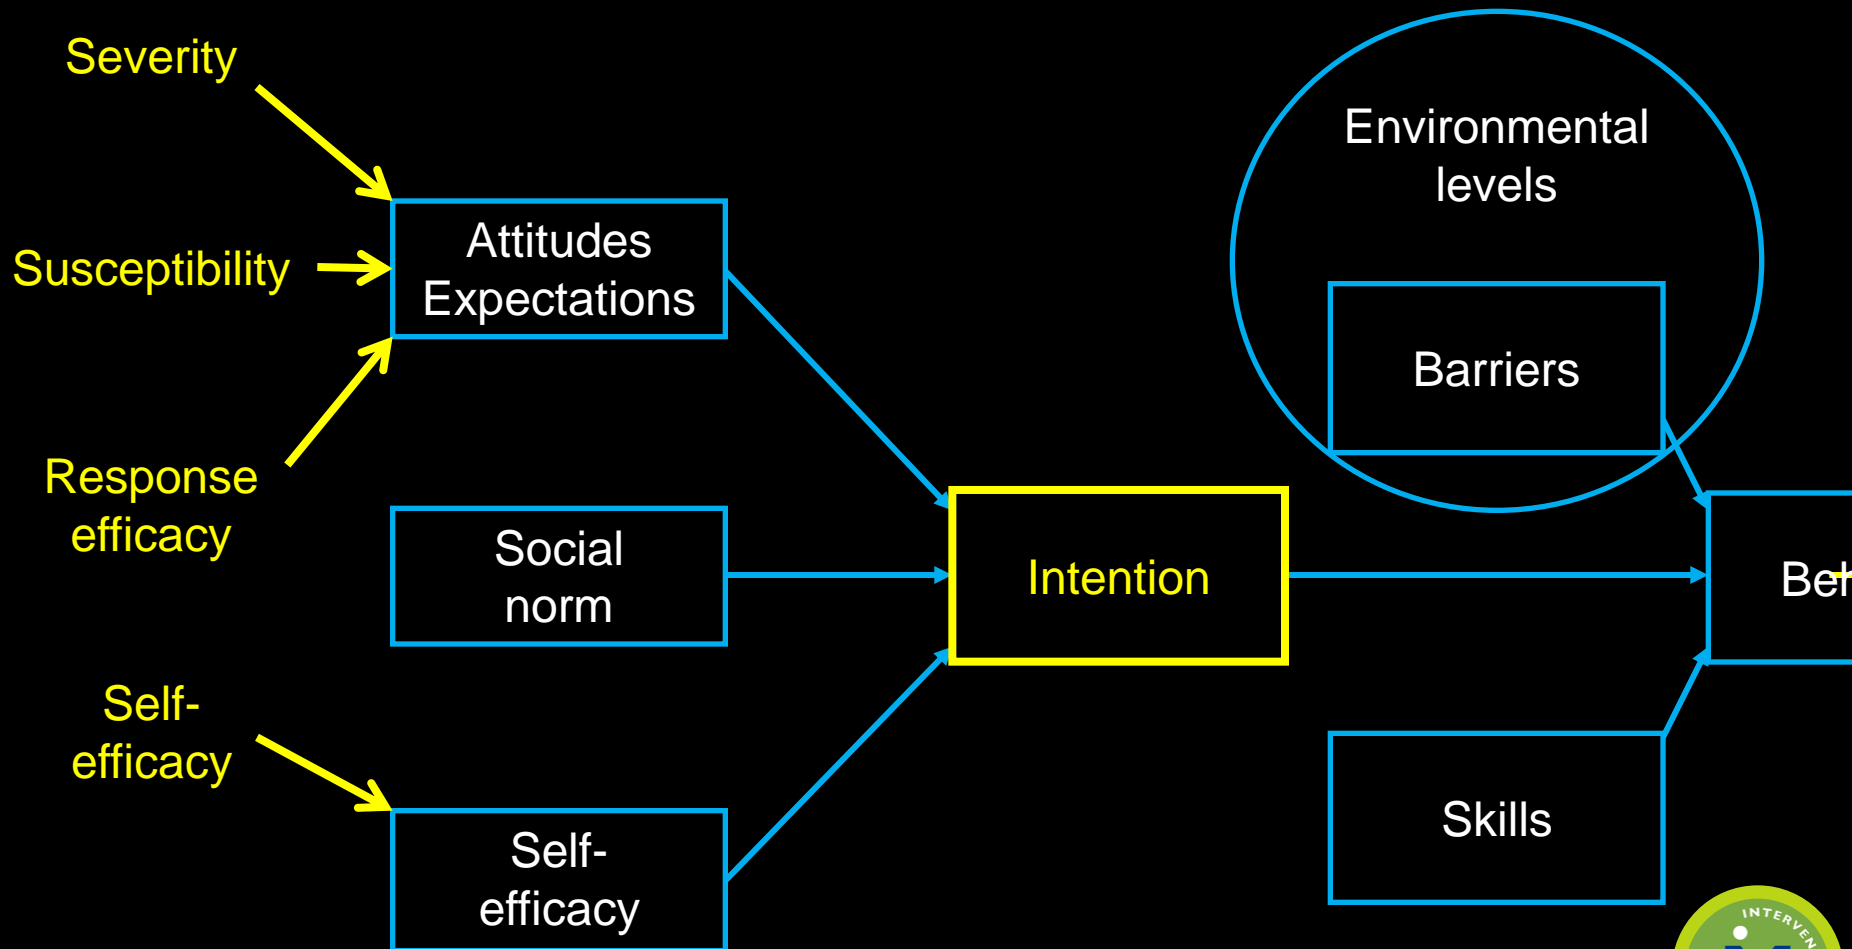 Severity
Susceptibility
Response
efficacy
Self-
efficacy
Attitudes
Expectations
Social
norm
Self-
efficacy
Intention
Environmental
levels
Barriers
Skills